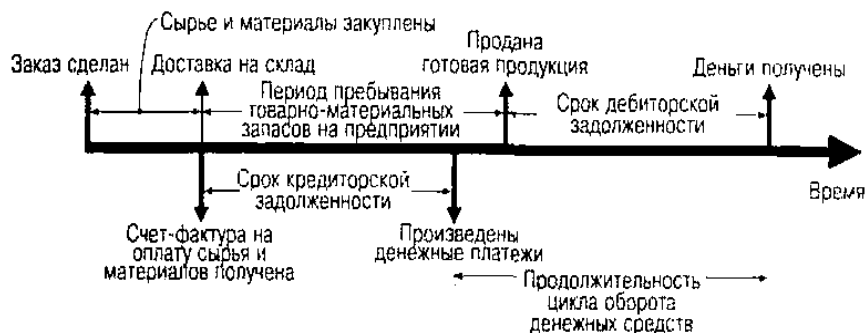 Сырье и материалы закуплены
Заказ сделан
Доставка на склад
Продана
готовая продукция
Деньги получены
Период пребывания
товарно-материальных
запасов на предприятии
Срок дебиторской
задолженности
Время
Срок кредиторской
задолженности
Счет-фактура на
оплату сырья и
материалов получена
Произведены
денежные платежи
Продолжительность
цикла оборота
денежных средств